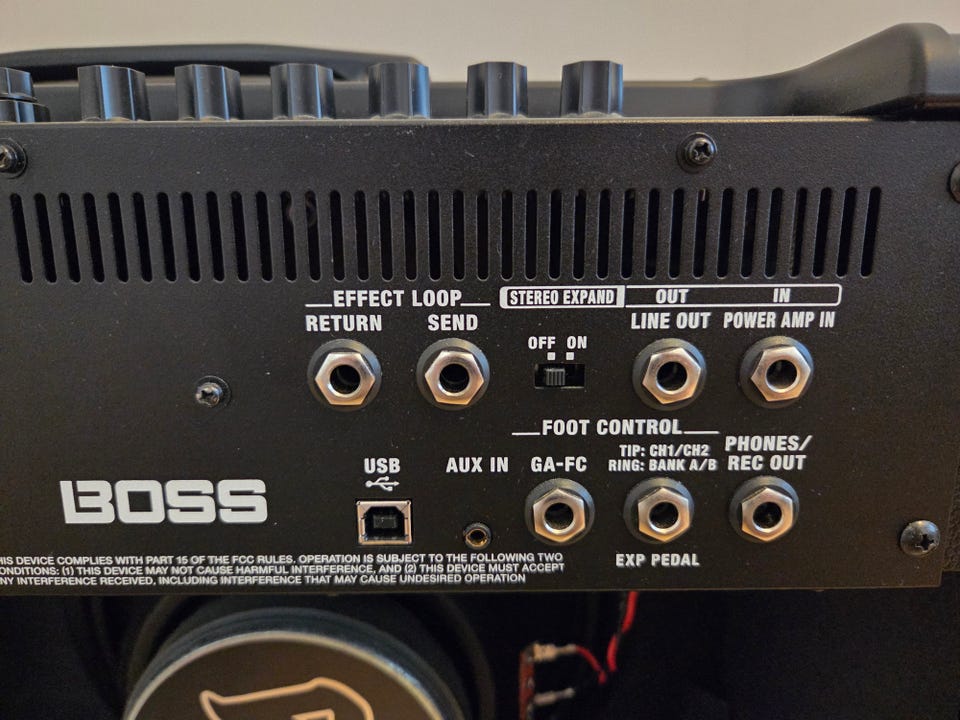 EFFECT LOOP
RETURN SEND
STEREO EXPAND OUT IN
OFF ON
LINE OUT POWER AMP IN
FOOT CONTROL
USB
AUX IN
GA-FC
TIP: CH1/CH2
RING: BANK A/B
PHONES/
REC OUT
EXP PEDAL
BOSS
HIS DEVICE COMPLIES WITH PART 15 OF THE FCC RULES. OPERATION IS SUBJECT TO THE FOLLOWING TWO
ONDITIONS: (1) THIS DEVICE MAY NOT CAUSE HARMFUL INTERFERENCE, AND (2) THIS DEVICE MUST ACCEPT
NY INTERFERENCE RECEIVED, INCLUDING INTERFERENCE THAT MAY CAUSE UNDESIRED OPERATION